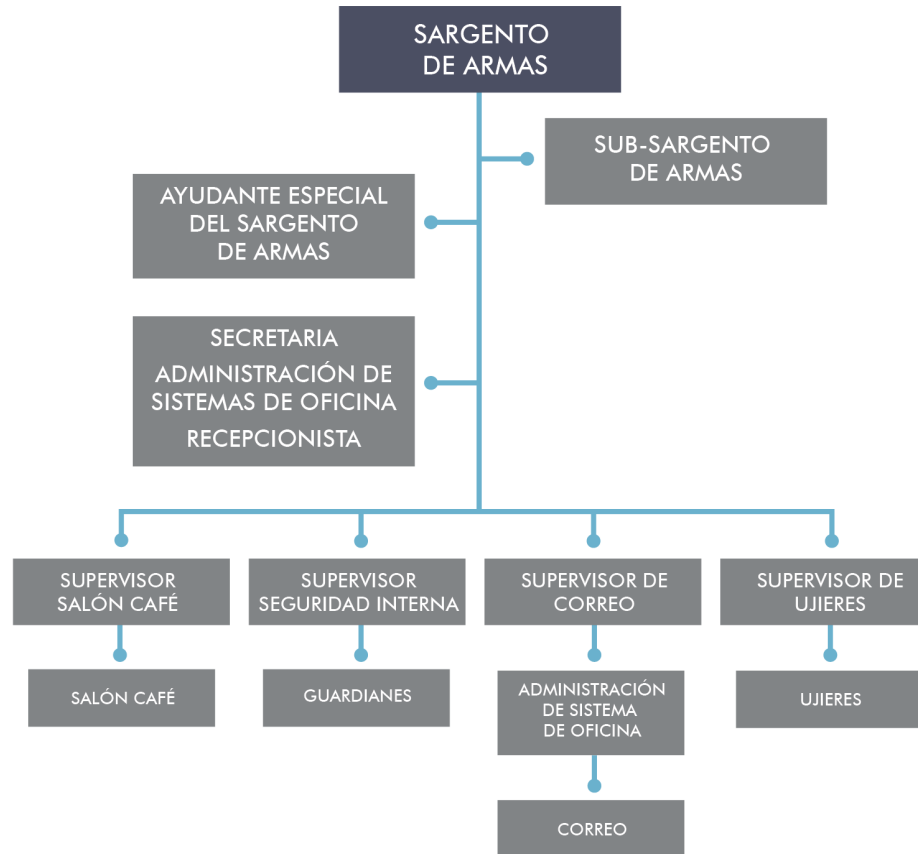 SARGENTO
DE ARMAS
SUB-SARGENTO
DE ARMAS
AYUDANTE ESPECIAL
DEL SARGENTO
DE ARMAS
SECRETARIA
ADMINISTRACIÓN DE
SISTEMAS DE OFICINA
RECEPCIONISTA
SUPERVISOR
SALÓN CAFÉ
SUPERVISOR
SEGURIDAD INTERNA
SUPERVISOR DE
CORREO
SUPERVISOR DE
UJIERES
SALÓN CAFÉ
GUARDIANES
ADMINISTRACIÓN
DE SISTEMA
DE OFICINA
UJIERES
CORREO